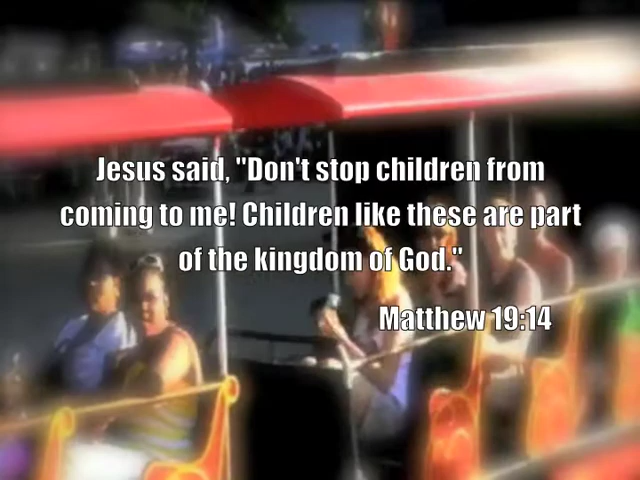 Jesus said, "Don't stop children from
coming to me! Children like these are part
of the kingdom of God."
Matthew 19:14